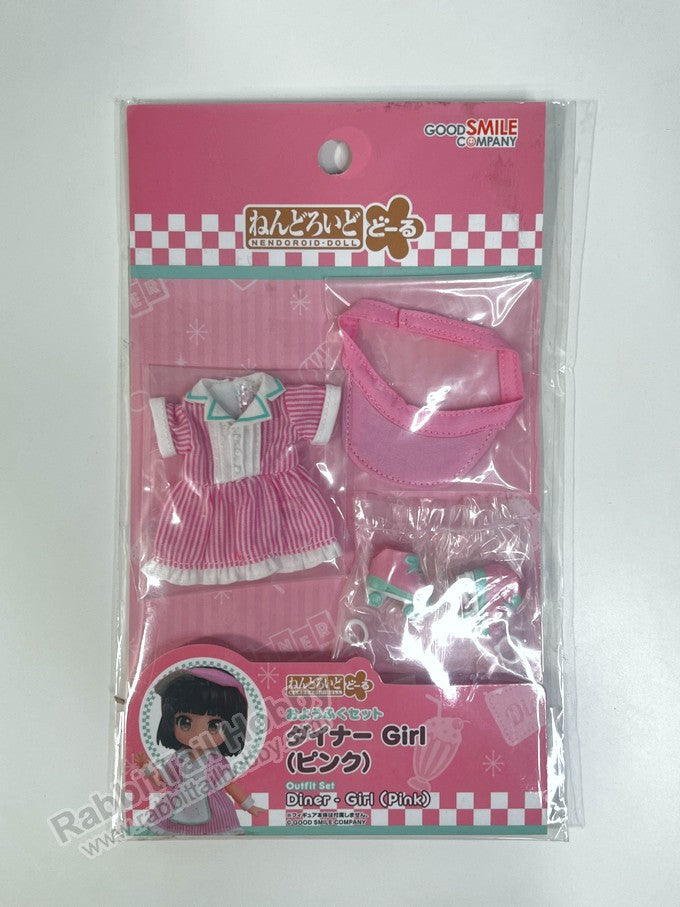 GOOD SMILE
COMPANY
ねんどろいど どーる
NENDOROID-DOLL
ねんどろいど どーる
おようふくセット
ダイナー Girl
(ピンク)
Outfit Set
Diner - Girl (Pink)
※フィギュア本体は付属しません。
© GOOD SMILE COMPANY
RabbitTail Hobby
www.rabbittailhobby.com